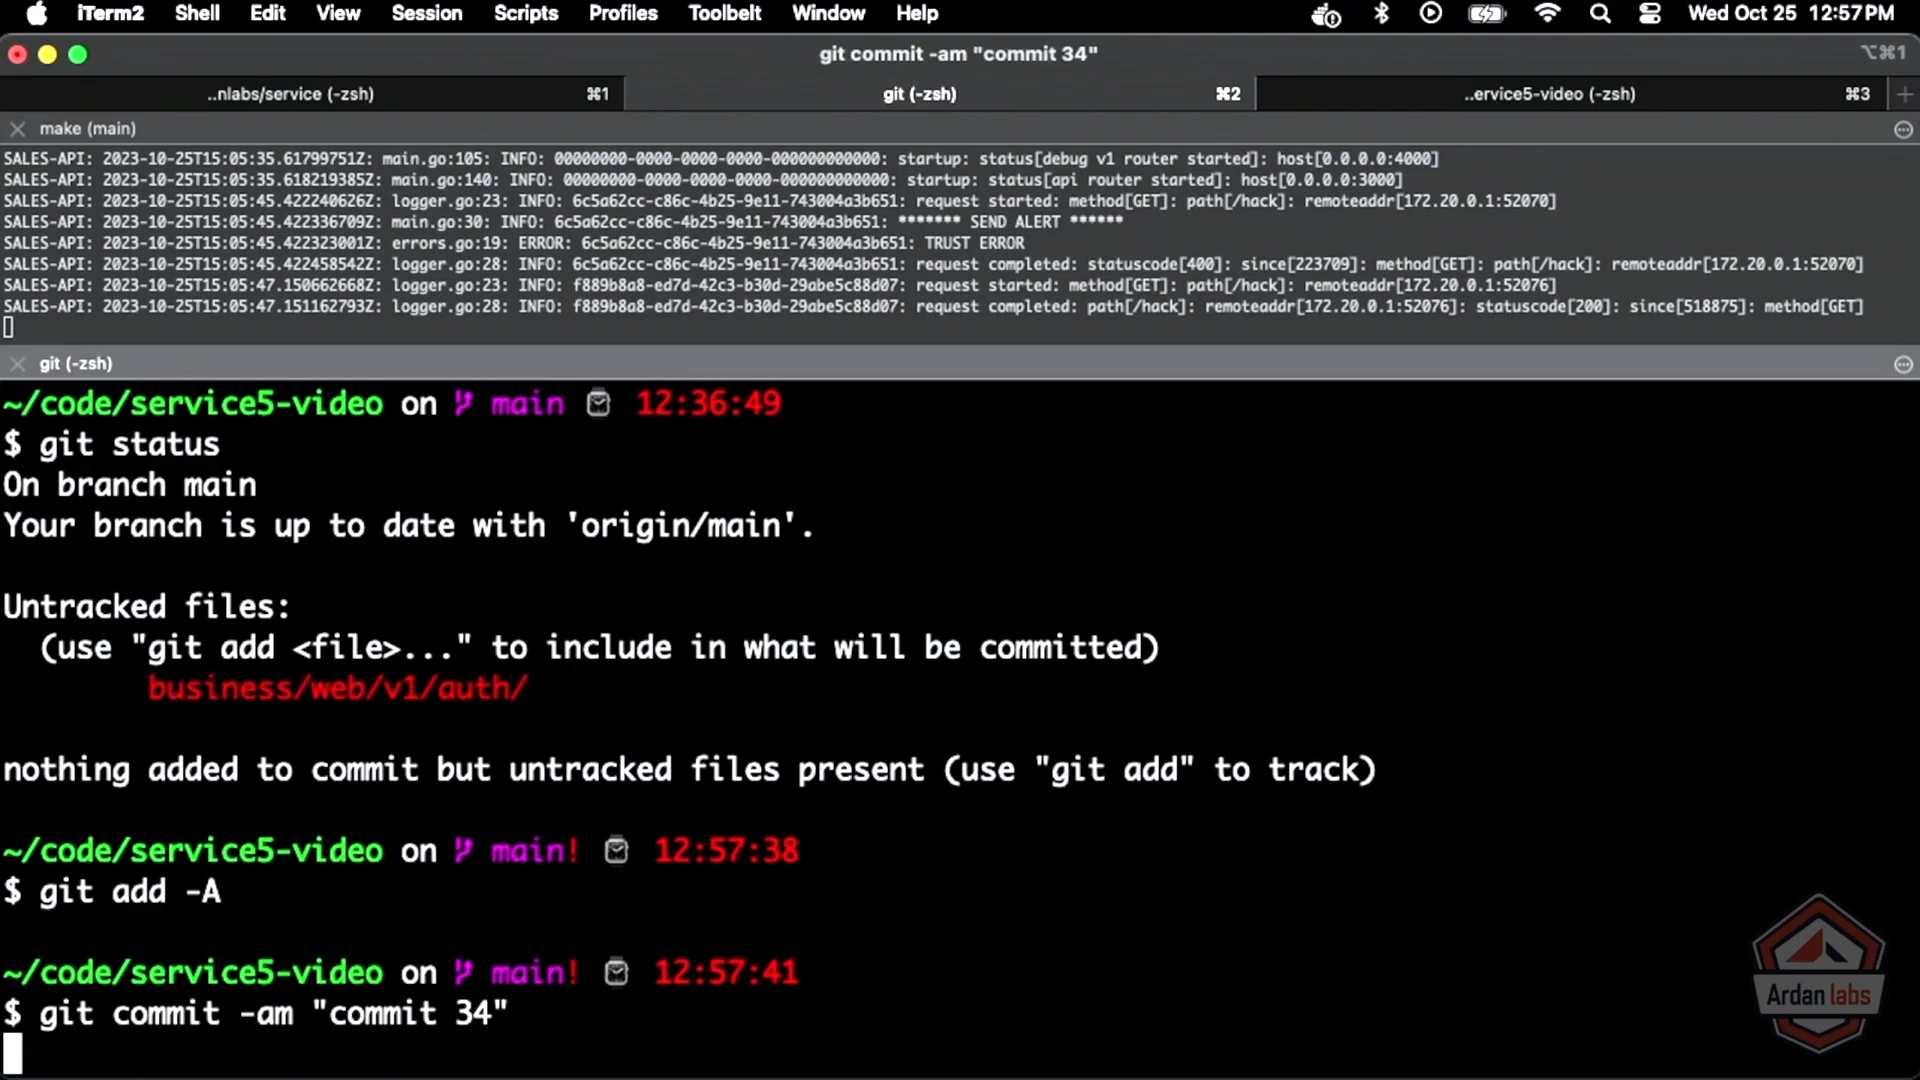 iTerm2 Shell Edit View Session Scripts Profiles Toolbelt Window Help Wed Oct 25 12:57 PM
git commit -am "commit 34" ⌥⌘1
..nlabs/service (-zsh) ⌘1 git (-zsh) ⌘2 ..ervice5-video (-zsh) ⌘3
make (main)
SALES-API: 2023-10-25T15:05:35.61799751Z: main.go:105: INFO: 00000000-0000-0000-0000-000000000000: startup: status[debug v1 router started]: host[0.0.0.0:4000]
SALES-API: 2023-10-25T15:05:35.618219385Z: main.go:140: INFO: 00000000-0000-0000-0000-000000000000: startup: status[api router started]: host[0.0.0.0:3000]
SALES-API: 2023-10-25T15:05:45.422240626Z: logger.go:23: INFO: 6c5a62cc-c86c-4b25-9e11-743004a3b651: request started: method[GET]: path[/hack]: remoteaddr[172.20.0.1:52070]
SALES-API: 2023-10-25T15:05:45.422336709Z: main.go:30: INFO: 6c5a62cc-c86c-4b25-9e11-743004a3b651: ******* SEND ALERT ******
SALES-API: 2023-10-25T15:05:45.422323001Z: errors.go:19: ERROR: 6c5a62cc-c86c-4b25-9e11-743004a3b651: TRUST ERROR
SALES-API: 2023-10-25T15:05:45.422458542Z: logger.go:28: INFO: 6c5a62cc-c86c-4b25-9e11-743004a3b651: request completed: statuscode[400]: since[223709]: method[GET]: path[/hack]: remoteaddr[172.20.0.1:52070]
SALES-API: 2023-10-25T15:05:47.150662668Z: logger.go:23: INFO: f889b8a8-ed7d-42c3-b30d-29abe5c88d07: request started: method[GET]: path[/hack]: remoteaddr[172.20.0.1:52076]
SALES-API: 2023-10-25T15:05:47.151162793Z: logger.go:28: INFO: f889b8a8-ed7d-42c3-b30d-29abe5c88d07: request completed: path[/hack]: remoteaddr[172.20.0.1:52076]: statuscode[200]: since[518875]: method[GET]
git (-zsh)
~/code/service5-video on main 12:36:49
$ git status
On branch main
Your branch is up to date with 'origin/main'.
Untracked files:
(use "git add <file>..." to include in what will be committed)
business/web/v1/auth/
nothing added to commit but untracked files present (use "git add" to track)
~/code/service5-video on main! 12:57:38
$ git add -A
~/code/service5-video on main! 12:57:41
$ git commit -am "commit 34"
Ardan labs